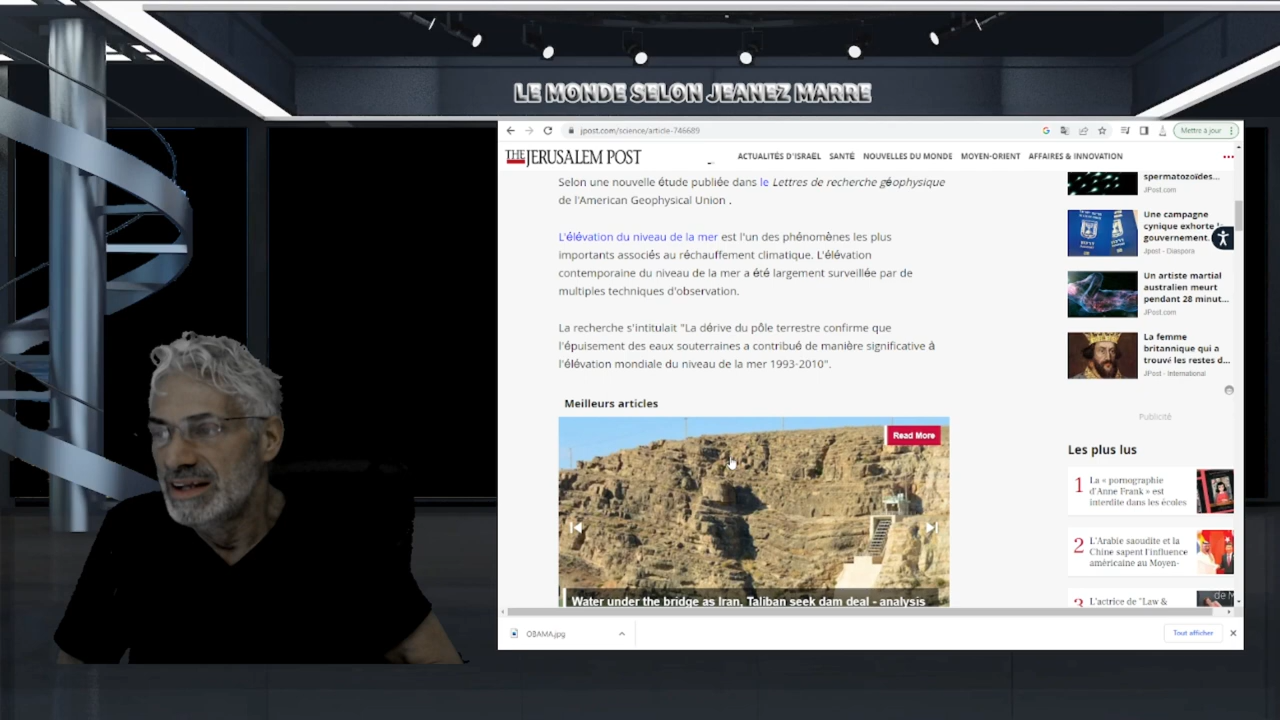 LE MONDE SELON JEANEZ MARRE
jpost.com/science/article-746689
Mettre à jour
THE JERUSALEM POST
ACTUALITÉS D'ISRAËL SANTÉ NOUVELLES DU MONDE MOYEN-ORIENT AFFAIRES & INNOVATION
Selon une nouvelle étude publiée dans le Lettres de recherche géophysique
de l'American Geophysical Union .
L'élévation du niveau de la mer est l'un des phénomènes les plus
importants associés au réchauffement climatique. L'élévation
contemporaine du niveau de la mer a été largement surveillée par de
multiples techniques d'observation.
La recherche s'intitulait "La dérive du pôle terrestre confirme que
l'épuisement des eaux souterraines a contribué de manière significative à
l'élévation mondiale du niveau de la mer 1993-2010".
Meilleurs articles
Read More
Water under the bridge as Iran, Taliban seek dam deal - analysis
spermatozoïdes...
JPost.com
Une campagne
cynique exhorte
gouvernement.
Jpost - Diaspora
Un artiste martial
australien meurt
pendant 28 minut...
JPost.com
La femme
britannique qui a
trouvé les restes d...
JPost - International
Publicité
Les plus lus
1 La « pornographie
d'Anne Frank » est
interdite dans les écoles
2 L'Arabie saoudite et la
Chine sapent l'influence
américaine au Moyen-
3 L'actrice de "Law &
OBAMA.jpg
Tout afficher